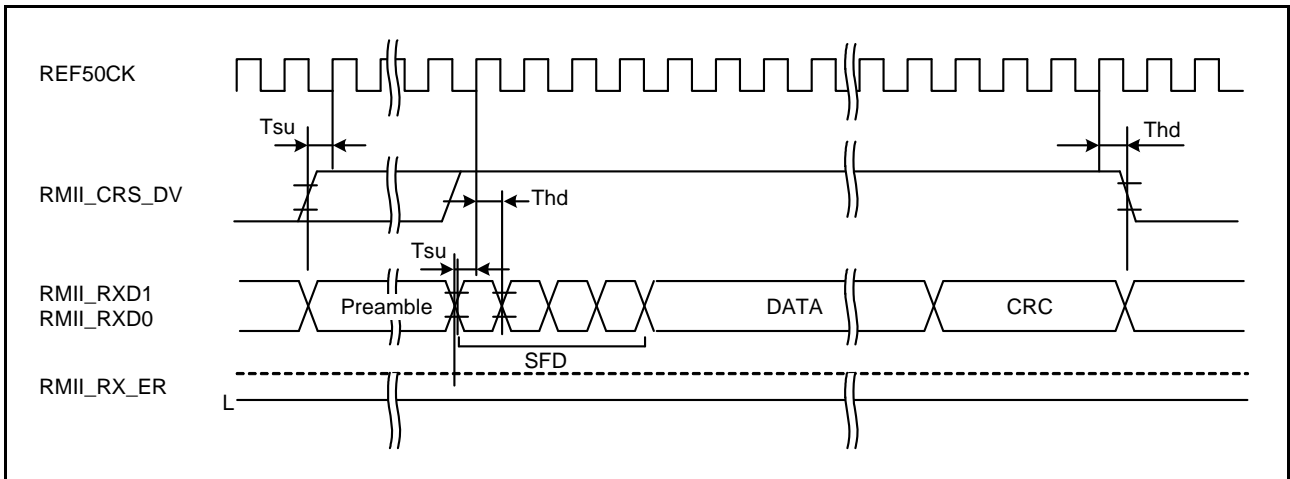 REF50CK
Tsu
Thd
RMII_CRS_DV
Thd
Tsu
RMII_RXD1
RMII_RXD0
Preamble
DATA
CRC
SFD
RMII_RX_ER
L